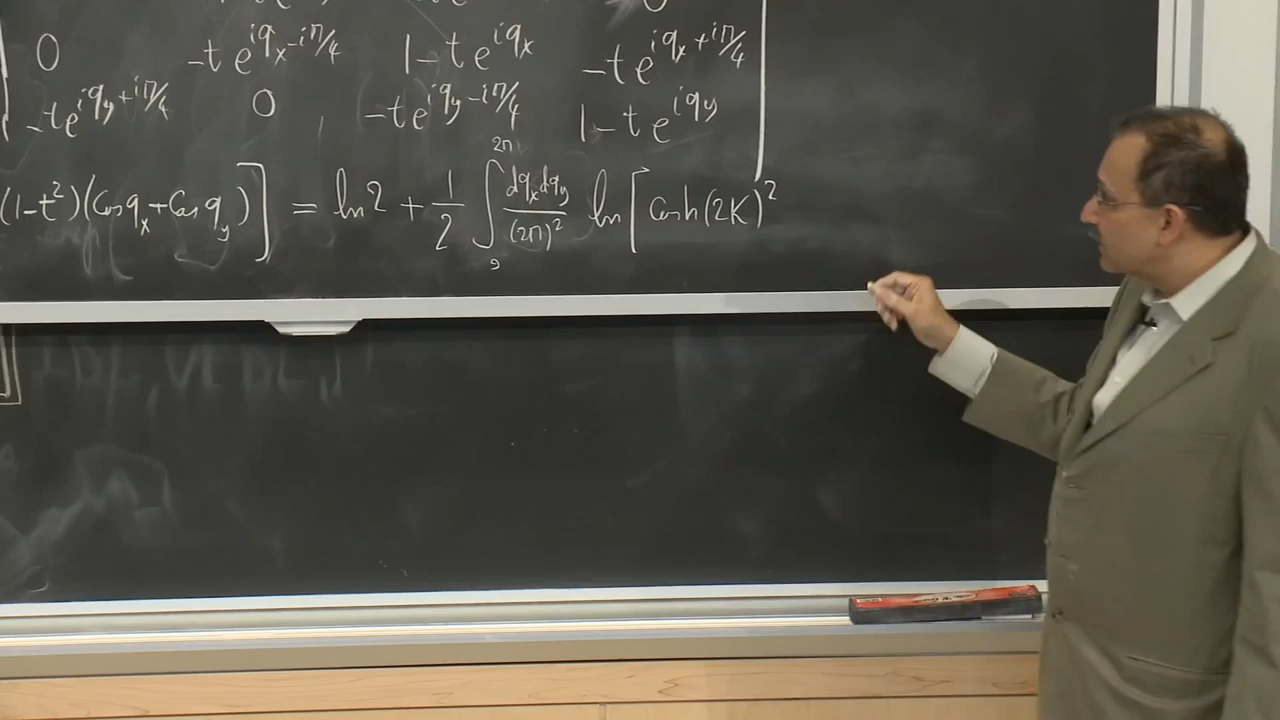 0 -t e^{iq_x-iπ/4} 1-t e^{iq_x} -t e^{iq_x+iπ/4}
-t e^{iq_y+iπ/4} 0 -t e^{iq_y-iπ/4} 1-t e^{iq_y}
(1-t^2)(Cos q_x + Cos q_y)] = ln 2 + 1/2 ∫_0^{2π} dq_x dq_y/(2π)^2 ln[Cosh(2K)^2